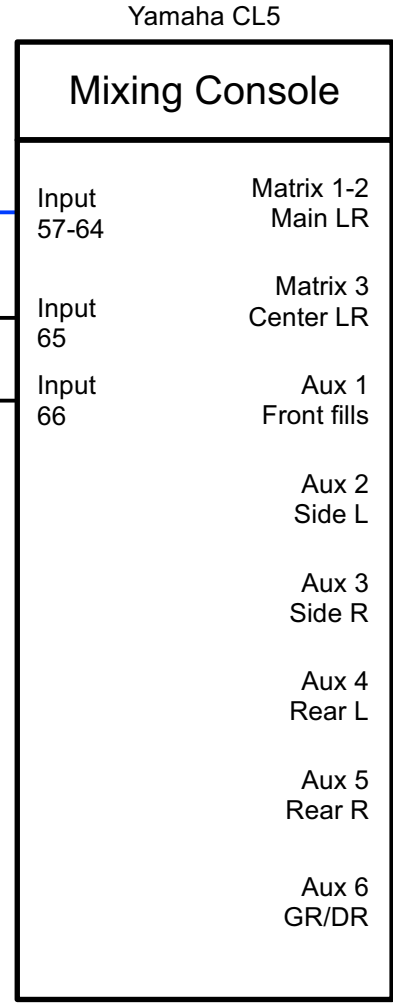 Yamaha CL5
Mixing Console
Input
57-64
Input
65
Input
66
Matrix 1-2
Main LR
Matrix 3
Center LR
Aux 1
Front fills
Aux 2
Side L
Aux 3
Side R
Aux 4
Rear L
Aux 5
Rear R
Aux 6
GR/DR